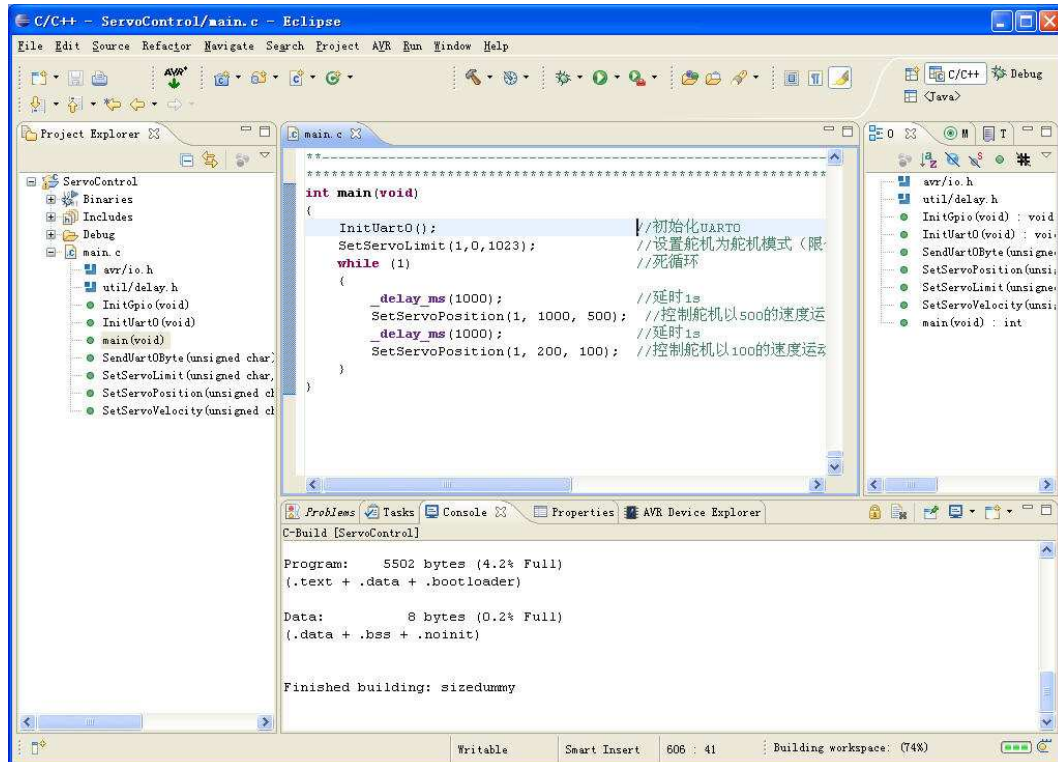 C/C++ - ServoControl/main.c - Eclipse
File Edit Source Refactor Navigate Search Project AVR Run Window Help
AVR
C/C++
Debug
<Java>
Project Explorer
ServoControl
Binaries
Includes
Debug
main.c
avr/io.h
util/delay.h
InitGpio(void)
InitUart0(void)
main(void)
SendUart0Byte(unsigned char)
SetServoLimit(unsigned char,
SetServoPosition(unsigned ch
SetServoVelocity(unsigned ch
main.c
**------------------------------------------------------------
************************************************************
int main(void)
{
InitUart0(); //初始化UART0
SetServoLimit(1,0,1023); //设置舵机为舵机模式（限
while (1) //死循环
{
_delay_ms(1000); //延时1s
SetServoPosition(1, 1000, 500); //控制舵机以500的速度运
_delay_ms(1000); //延时1s
SetServoPosition(1, 200, 100); //控制舵机以100的速度运动
}
}
O M T
avr/io.h
util/delay.h
InitGpio(void) : void
InitUart0(void) : voi
SendUart0Byte(unsigne
SetServoPosition(unsi
SetServoLimit(unsigne
SetServoVelocity(unsi
main(void) : int
Problems Tasks Console Properties AVR Device Explorer
C-Build [ServoControl]
Program: 5502 bytes (4.2% Full)
(.text + .data + .bootloader)
Data: 8 bytes (0.2% Full)
(.data + .bss + .noinit)
Finished building: sizedummy
Writable Smart Insert 606 : 41 Building workspace: (74%)